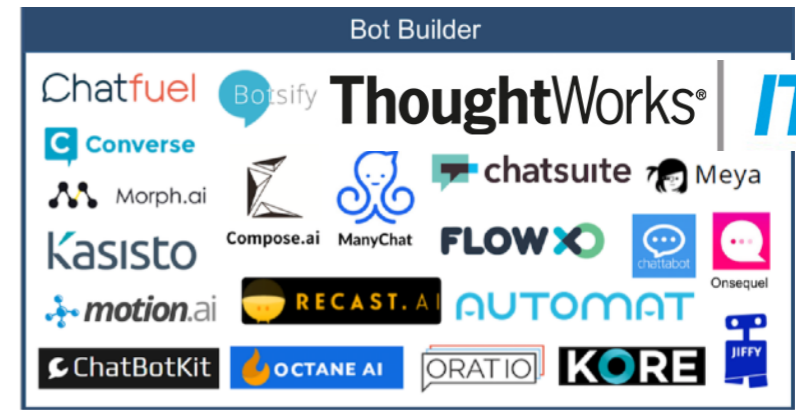 Bot Builder
Chatfuel
Botsify
ThoughtWorks®
IT
Converse
Morph.ai
Compose.ai
ManyChat
chatsuite
Meya
Kasisto
FLOW XO
chattabot
Onsequel
motion.ai
RECAST.AI
AUTOMAT
JIFFY
ChatBotKit
OCTANE AI
ORATIO
KORE